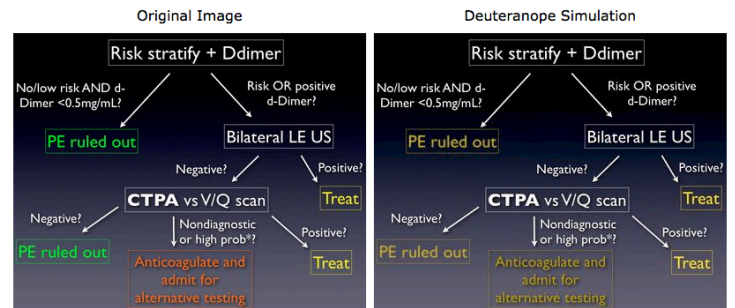 Original Image
Risk stratify + Ddimer
No/low risk AND d-
Dimer <0.5mg/mL?
Risk OR positive
d-Dimer?
PE ruled out
Bilateral LE US
Negative?
Positive?
CTPA vs V/Q scan
Treat
Negative?
Nondiagnostic
or high prob*?
Positive?
PE ruled out
Anticoagulate and
admit for
alternative testing
Treat
Deuteranope Simulation
Risk stratify + Ddimer
No/low risk AND d-
Dimer <0.5mg/mL?
Risk OR positive
d-Dimer?
PE ruled out
Bilateral LE US
Negative?
Positive?
CTPA vs V/Q scan
Treat
Negative?
Nondiagnostic
or high prob*?
Positive?
PE ruled out
Anticoagulate and
admit for
alternative testing
Treat